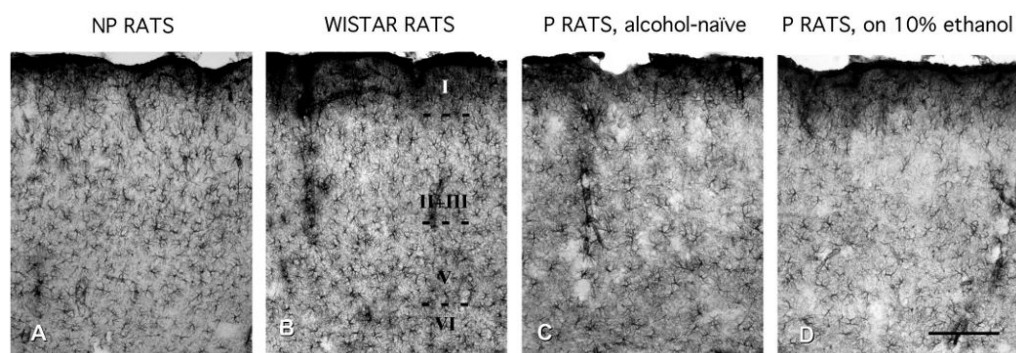 NP RATS
WISTAR RATS
P RATS, alcohol-naïve
P RATS, on 10% ethanol
I
II+III
V
VI
A
B
C
D